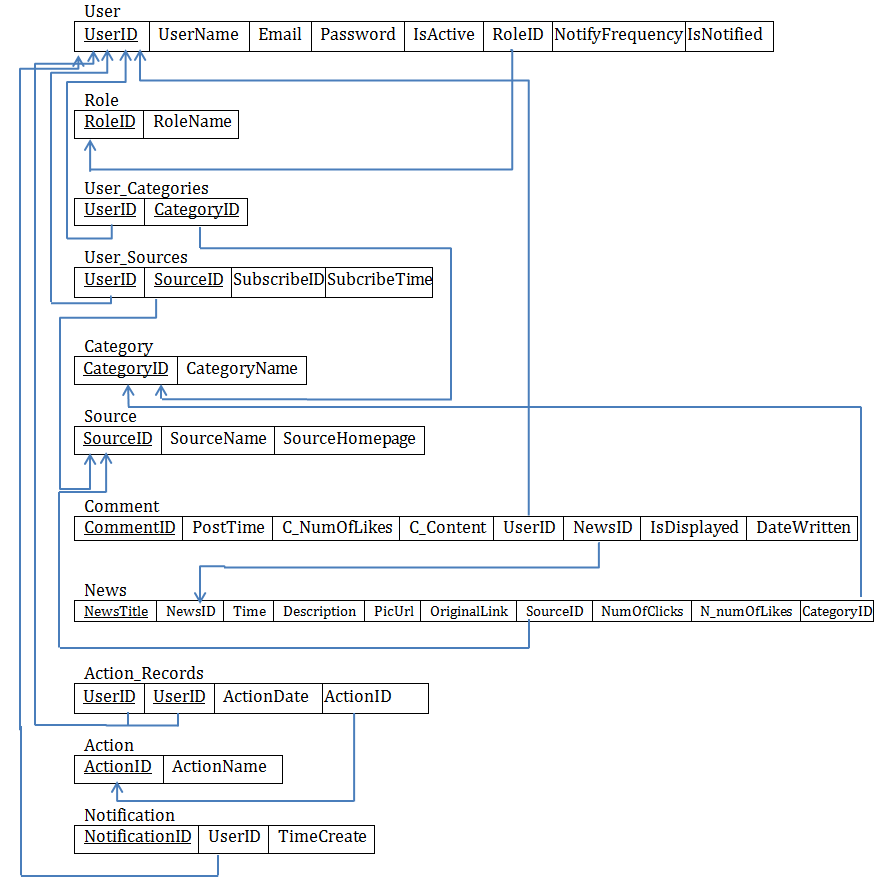 User
UserID UserName Email Password IsActive RoleID NotifyFrequency IsNotified
Role
RoleID RoleName
User_Categories
UserID CategoryID
User_Sources
UserID SourceID SubscribeID SubcribeTime
Category
CategoryID CategoryName
Source
SourceID SourceName SourceHomepage
Comment
CommentID PostTime C_NumOfLikes C_Content UserID NewsID IsDisplayed DateWritten
News
NewsTitle NewsID Time Description PicUrl OriginalLink SourceID NumOfClicks N_numOfLikes CategoryID
Action_Records
UserID UserID ActionDate ActionID
Action
ActionID ActionName
Notification
NotificationID UserID TimeCreate